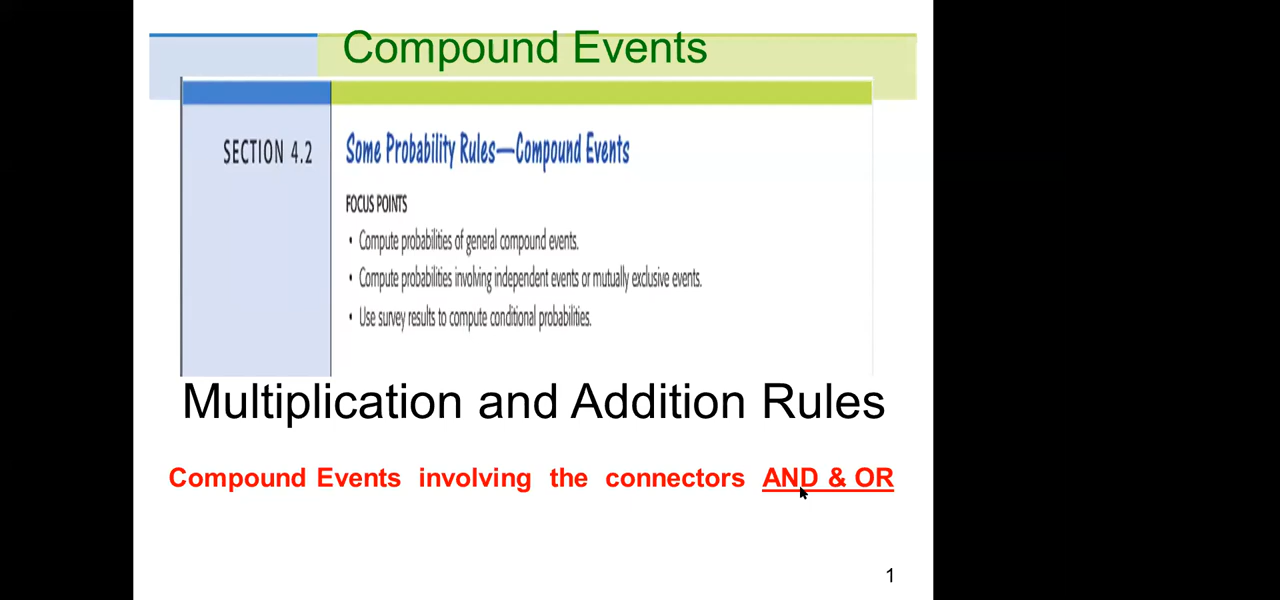 Compound Events
SECTION 4.2
Some Probability Rules—Compound Events
FOCUS POINTS
• Compute probabilities of general compound events.
• Compute probabilities involving independent events or mutually exclusive events.
• Use survey results to compute conditional probabilities.
Multiplication and Addition Rules
Compound Events involving the connectors AND & OR
1